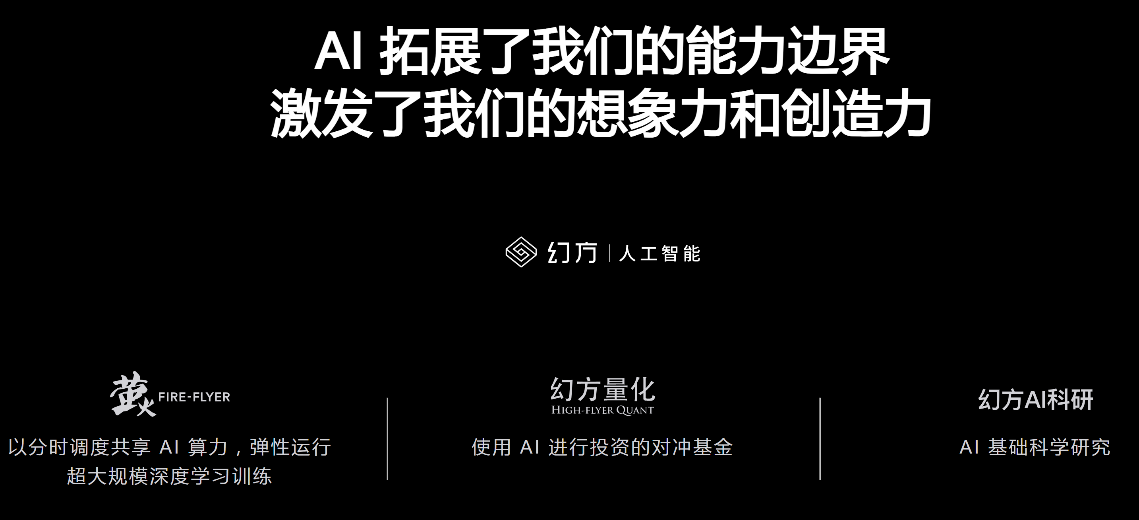 AI 拓展了我们的能力边界
激发了我们的想象力和创造力
幻方 | 人工智能
萤火 FIRE-FLYER
以分时调度共享 AI 算力，弹性运行
超大规模深度学习训练
幻方量化
HIGH-FLYER QUANT
使用 AI 进行投资的对冲基金
幻方AI科研
AI 基础科学研究